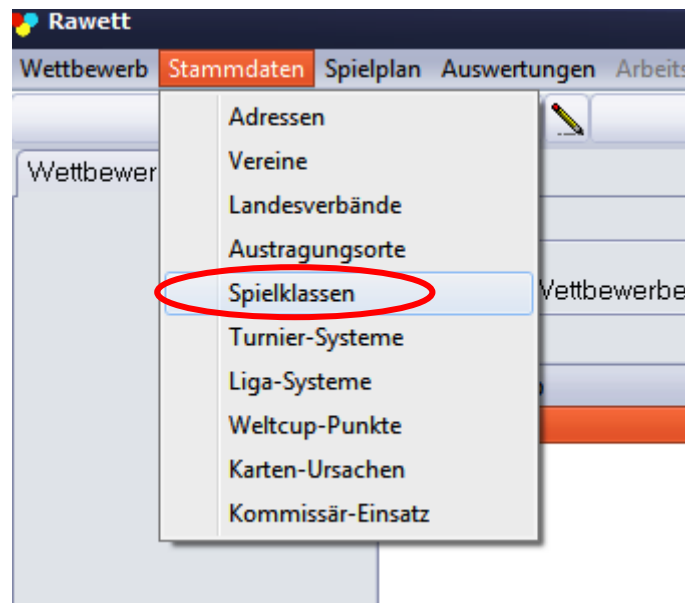 Rawett
Wettbewerb Stammdaten Spielplan Auswertungen Arbeits
Wettbewer
Adressen
Vereine
Landesverbände
Austragungsorte
Spielklassen
Turnier-Systeme
Liga-Systeme
Weltcup-Punkte
Karten-Ursachen
Kommissär-Einsatz
Wettbewerbe